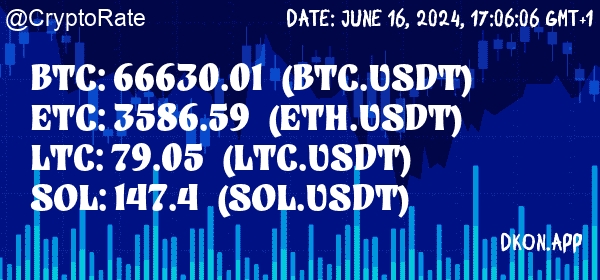 @CryptoRate
DATE: JUNE 16, 2024, 17:06:06 GMT+1
BTC: 66630.01 (BTC.USDT)
ETC: 3586.59 (ETH.USDT)
LTC: 79.05 (LTC.USDT)
SOL: 147.4 (SOL.USDT)
DKON.APP